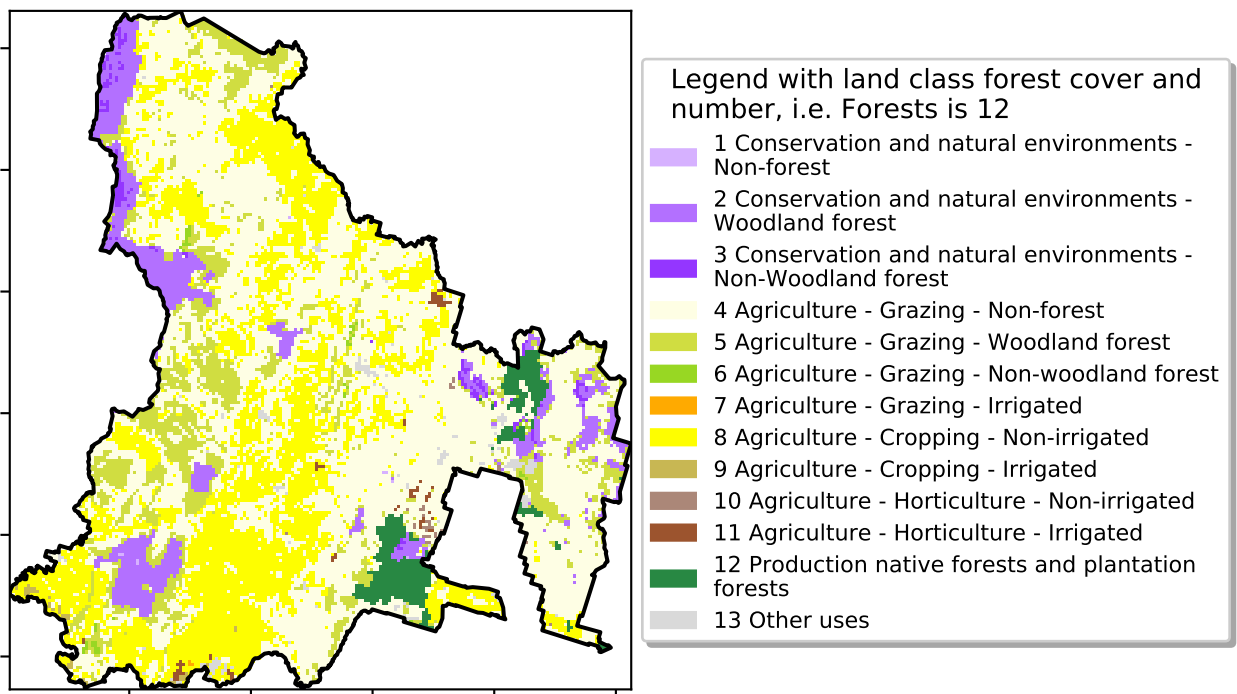 Legend with land class forest cover and
number, i.e. Forests is 12
1 Conservation and natural environments -
Non-forest
2 Conservation and natural environments -
Woodland forest
3 Conservation and natural environments -
Non-Woodland forest
4 Agriculture - Grazing - Non-forest
5 Agriculture - Grazing - Woodland forest
6 Agriculture - Grazing - Non-woodland forest
7 Agriculture - Grazing - Irrigated
8 Agriculture - Cropping - Non-irrigated
9 Agriculture - Cropping - Irrigated
10 Agriculture - Horticulture - Non-irrigated
11 Agriculture - Horticulture - Irrigated
12 Production native forests and plantation
forests
13 Other uses